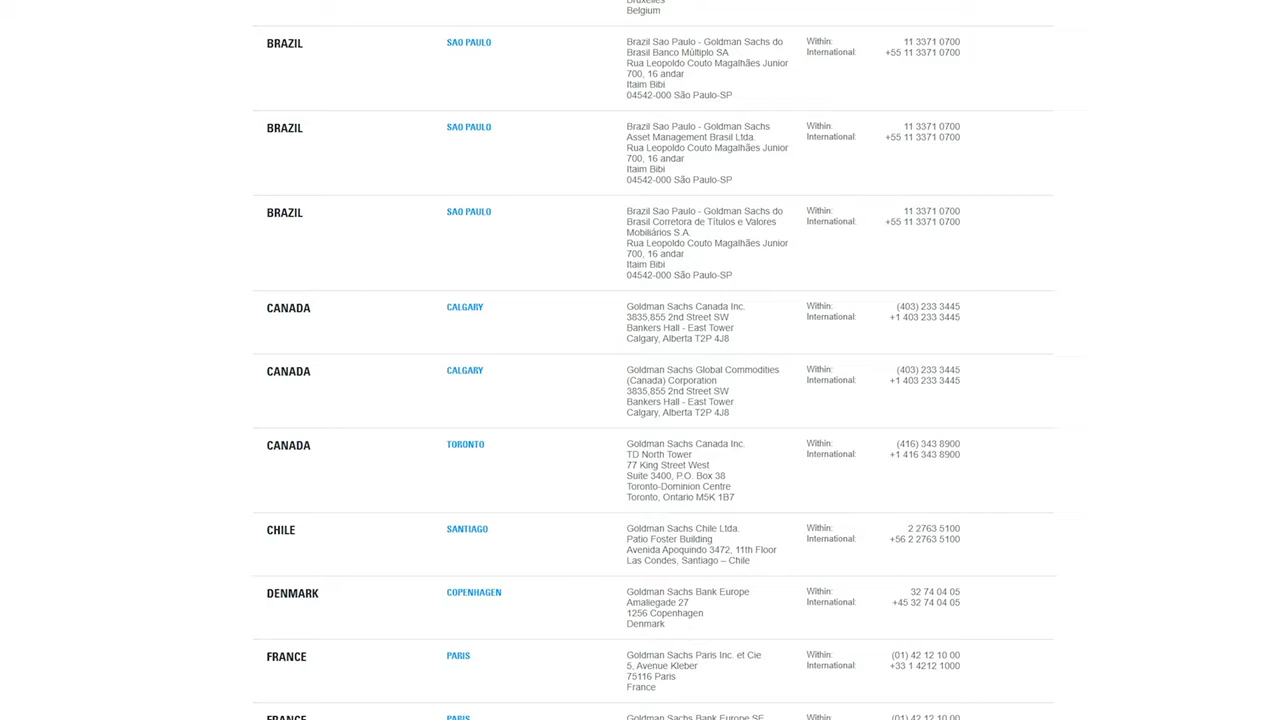 Bruxelles
Belgium
BRAZIL
SAO PAULO
Brazil Sao Paulo - Goldman Sachs do
Brasil Banco Múltiplo SA
Rua Leopoldo Couto Magalhães Junior
700, 16 andar
Itaim Bibi
04542-000 São Paulo-SP
Within: 11 3371 0700
International: +55 11 3371 0700
BRAZIL
SAO PAULO
Brazil Sao Paulo - Goldman Sachs
Asset Management Brasil Ltda.
Rua Leopoldo Couto Magalhães Junior
700, 16 andar
Itaim Bibi
04542-000 São Paulo-SP
Within: 11 3371 0700
International: +55 11 3371 0700
BRAZIL
SAO PAULO
Brazil Sao Paulo - Goldman Sachs do
Brasil Corretora de Títulos e Valores
Mobiliários S.A.
Rua Leopoldo Couto Magalhães Junior
700, 16 andar
Itaim Bibi
04542-000 São Paulo-SP
Within: 11 3371 0700
International: +55 11 3371 0700
CANADA
CALGARY
Goldman Sachs Canada Inc.
3835,855 2nd Street SW
Bankers Hall - East Tower
Calgary, Alberta T2P 4J8
Within: (403) 233 3445
International: +1 403 233 3445
CANADA
CALGARY
Goldman Sachs Global Commodities
(Canada) Corporation
3835,855 2nd Street SW
Bankers Hall - East Tower
Calgary, Alberta T2P 4J8
Within: (403) 233 3445
International: +1 403 233 3445
CANADA
TORONTO
Goldman Sachs Canada Inc.
TD North Tower
77 King Street West
Suite 3400, P.O. Box 38
Toronto-Dominion Centre
Toronto, Ontario M5K 1B7
Within: (416) 343 8900
International: +1 416 343 8900
CHILE
SANTIAGO
Goldman Sachs Chile Ltda.
Patio Foster Building
Avenida Apoquindo 3472, 11th Floor
Las Condes, Santiago – Chile
Within: 2 2763 5100
International: +56 2 2763 5100
DENMARK
COPENHAGEN
Goldman Sachs Bank Europe
Amaliegade 27
1256 Copenhagen
Denmark
Within: 32 74 04 05
International: +45 32 74 04 05
FRANCE
PARIS
Goldman Sachs Paris Inc. et Cie
5, Avenue Kleber
75116 Paris
France
Within: (01) 42 12 10 00
International: +33 1 4212 1000
FRANCE
PARIS
Goldman Sachs Bank Europe SE
Within: (01) 42 12 10 00